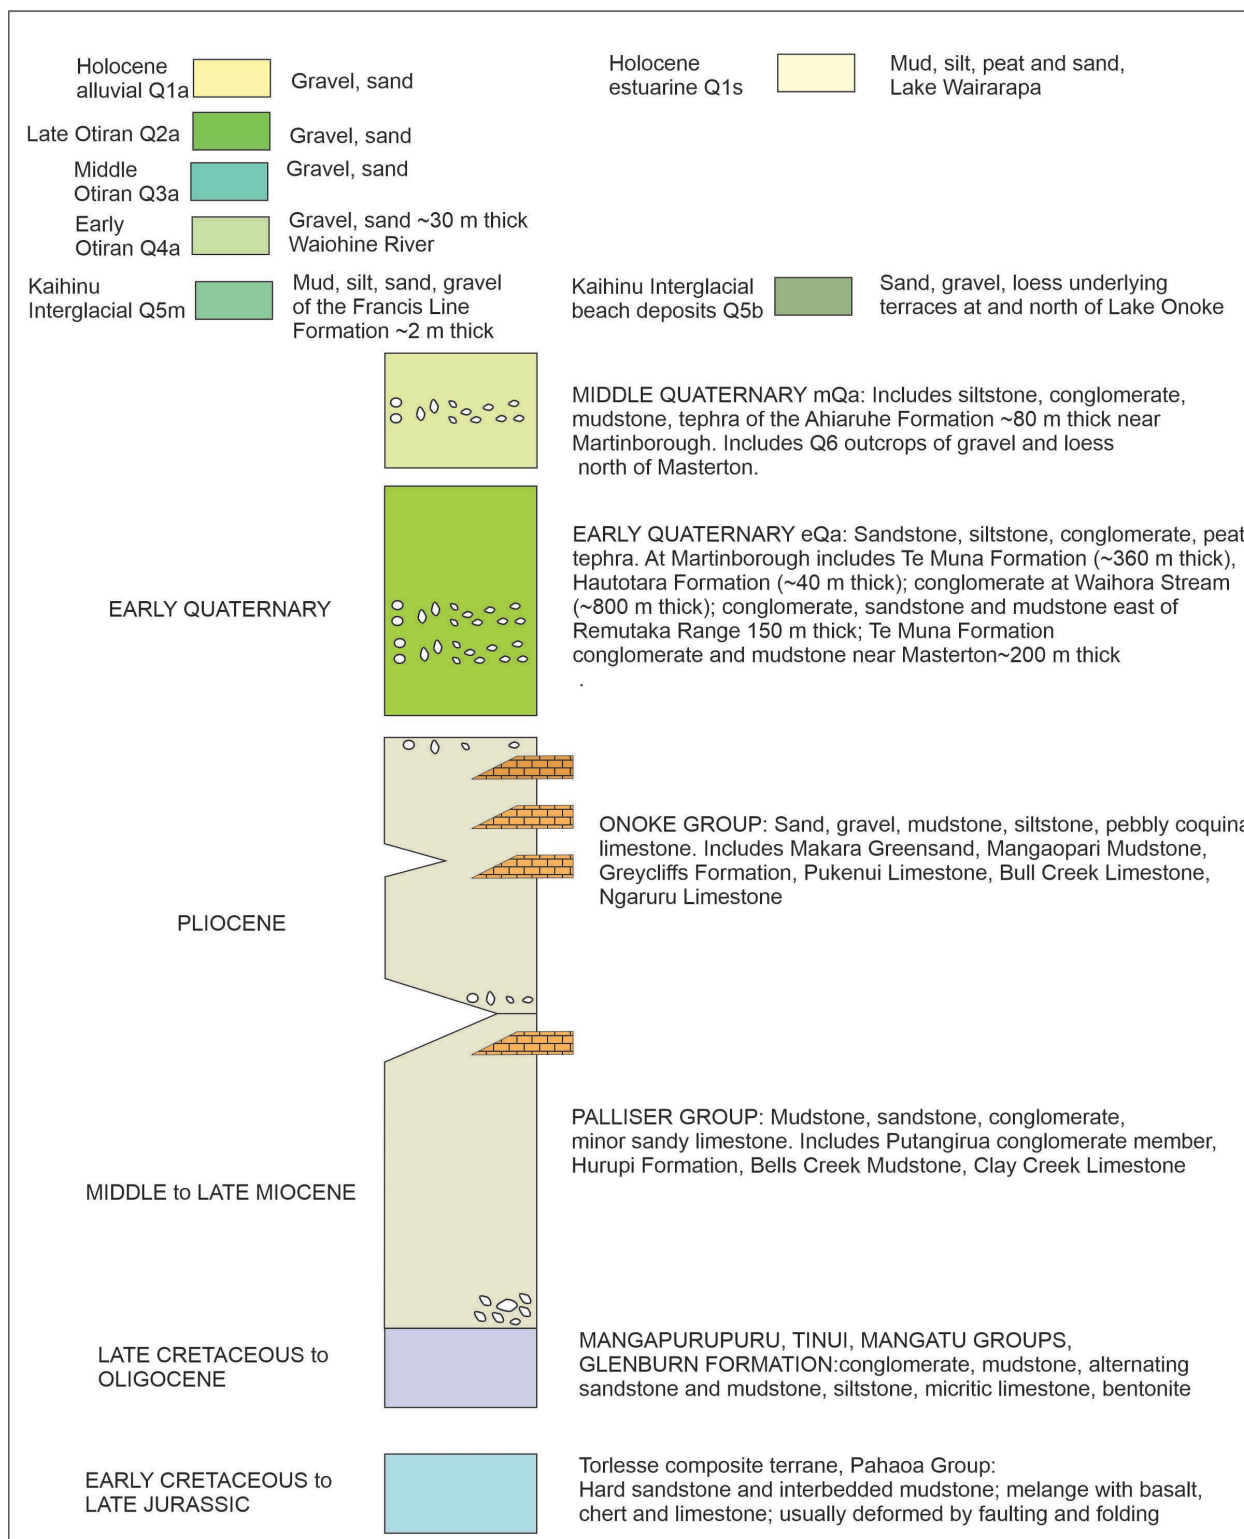 Holocene
alluvial Q1a
Gravel, sand
Holocene
estuarine Q1s
Mud, silt, peat and sand,
Lake Wairarapa
Late Otiran Q2a
Gravel, sand
Middle
Otiran Q3a
Gravel, sand
Early
Otiran Q4a
Gravel, sand ~30 m thick
Waiohine River
Kaihinu
Interglacial Q5m
Mud, silt, sand, gravel
of the Francis Line
Formation ~2 m thick
Kaihinu Interglacial
beach deposits Q5b
Sand, gravel, loess underlying
terraces at and north of Lake Onoke
MIDDLE QUATERNARY mQa: Includes siltstone, conglomerate,
mudstone, tephra of the Ahiaruhe Formation ~80 m thick near
Martinborough. Includes Q6 outcrops of gravel and loess
north of Masterton.
EARLY QUATERNARY
EARLY QUATERNARY eQa: Sandstone, siltstone, conglomerate, peat
tephra. At Martinborough includes Te Muna Formation (~360 m thick),
Hautotara Formation (~40 m thick); conglomerate at Waihora Stream
(~800 m thick); conglomerate, sandstone and mudstone east of
Remutaka Range 150 m thick; Te Muna Formation
conglomerate and mudstone near Masterton~200 m thick
.
PLIOCENE
ONOKE GROUP: Sand, gravel, mudstone, siltstone, pebbly coquina
limestone. Includes Makara Greensand, Mangaopari Mudstone,
Greycliffs Formation, Pukenui Limestone, Bull Creek Limestone,
Ngaruru Limestone
MIDDLE to LATE MIOCENE
PALLISER GROUP: Mudstone, sandstone, conglomerate,
minor sandy limestone. Includes Putangirua conglomerate member,
Hurupi Formation, Bells Creek Mudstone, Clay Creek Limestone
LATE CRETACEOUS to
OLIGOCENE
MANGAPURUPURU, TINUI, MANGATU GROUPS,
GLENBURN FORMATION:conglomerate, mudstone, alternating
sandstone and mudstone, siltstone, micritic limestone, bentonite
EARLY CRETACEOUS to
LATE JURASSIC
Torlesse composite terrane, Pahaoa Group:
Hard sandstone and interbedded mudstone; melange with basalt,
chert and limestone; usually deformed by faulting and folding